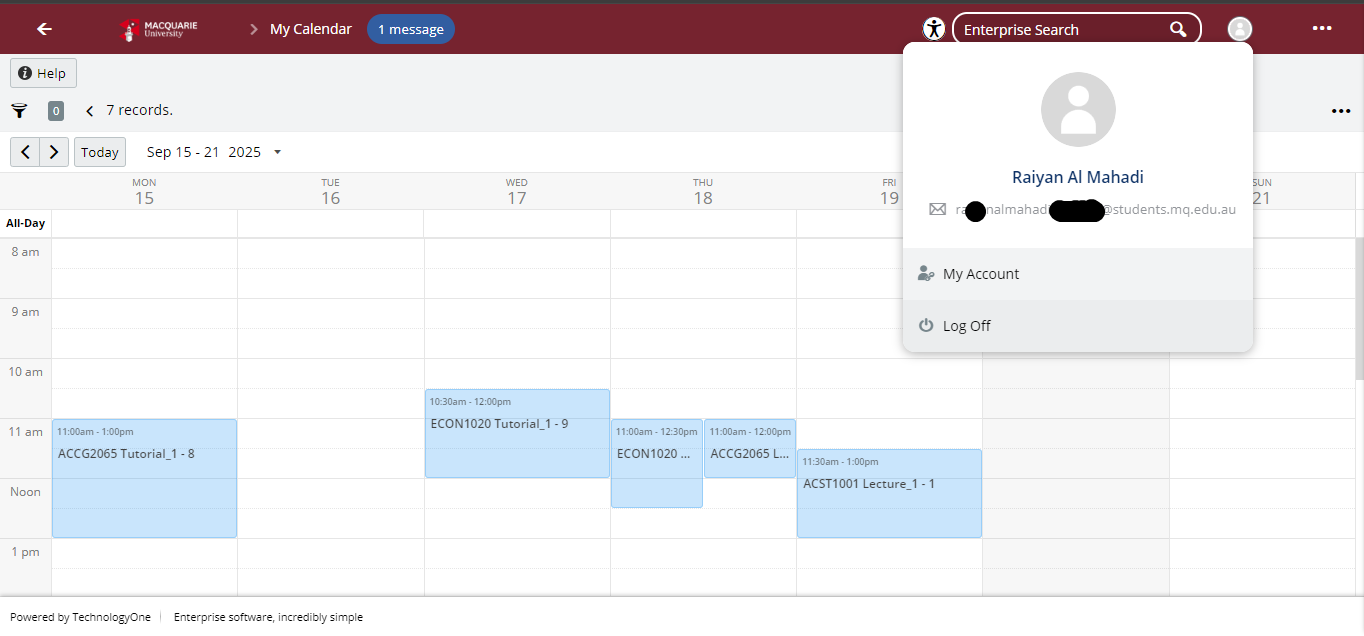 MACQUARIE
University
My Calendar
1 message
Enterprise Search
Help
0
7 records.
Today
Sep 15 - 21 2025
Raiyan Al Mahadi
@students.mq.edu.au
My Account
Log Off
MON
15
TUE
16
WED
17
THU
18
FRI
19
SUN
21
All-Day
8 am
9 am
10 am
11 am
Noon
1 pm
11:00am - 1:00pm
ACCG2065 Tutorial_1 - 8
10:30am - 12:00pm
ECON1020 Tutorial_1 - 9
11:00am - 12:30pm
ECON1020 ...
11:00am - 12:00pm
ACCG2065 L...
11:30am - 1:00pm
ACST1001 Lecture_1 - 1
Powered by TechnologyOne
Enterprise software, incredibly simple